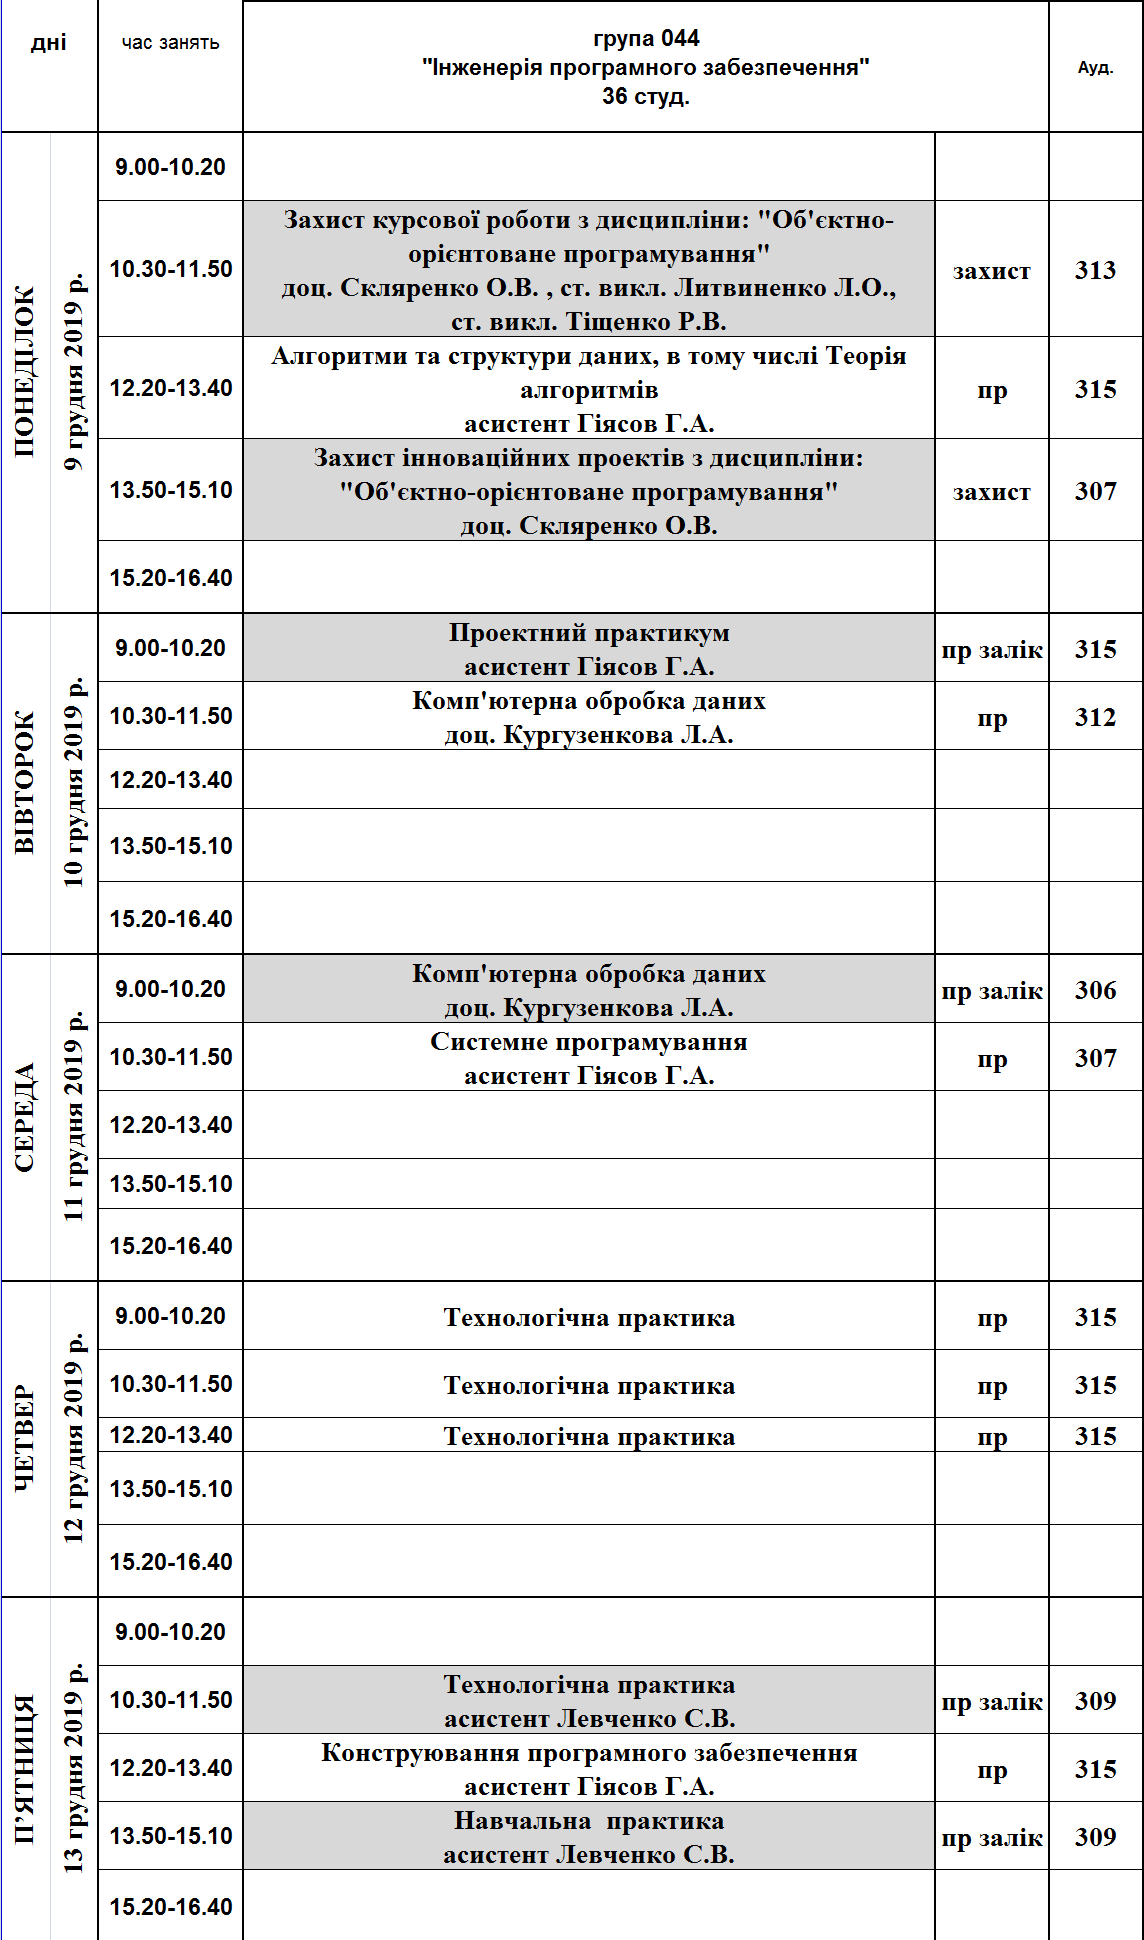 дні
час занять
група 044
"Інженерія програмного забезпечення"
36 студ.
Ауд.
ПОНЕДІЛОК
9 грудня 2019 р.
9.00-10.20
10.30-11.50
Захист курсової роботи з дисципліни: "Об'єктно-
орієнтоване програмування"
доц. Скляренко О.В. , ст. викл. Литвиненко Л.О.,
ст. викл. Тіщенко Р.В.
захист
313
12.20-13.40
Алгоритми та структури даних, в тому числі Теорія
алгоритмів
асистент Гіясов Г.А.
пр
315
13.50-15.10
Захист інноваційних проектів з дисципліни:
"Об'єктно-орієнтоване програмування"
доц. Скляренко О.В.
захист
307
15.20-16.40
ВІВТОРОК
10 грудня 2019 р.
9.00-10.20
Проектний практикум
асистент Гіясов Г.А.
пр залік
315
10.30-11.50
Комп'ютерна обробка даних
доц. Кургузенкова Л.А.
пр
312
12.20-13.40
13.50-15.10
15.20-16.40
СЕРЕДА
11 грудня 2019 р.
9.00-10.20
Комп'ютерна обробка даних
доц. Кургузенкова Л.А.
пр залік
306
10.30-11.50
Системне програмування
асистент Гіясов Г.А.
пр
307
12.20-13.40
13.50-15.10
15.20-16.40
ЧЕТВЕР
12 грудня 2019 р.
9.00-10.20
Технологічна практика
пр
315
10.30-11.50
Технологічна практика
пр
315
12.20-13.40
Технологічна практика
пр
315
13.50-15.10
15.20-16.40
П’ЯТНИЦЯ
13 грудня 2019 р.
9.00-10.20
10.30-11.50
Технологічна практика
асистент Левченко С.В.
пр залік
309
12.20-13.40
Конструювання програмного забезпечення
асистент Гіясов Г.А.
пр
315
13.50-15.10
Навчальна  практика
асистент Левченко С.В.
пр залік
309
15.20-16.40